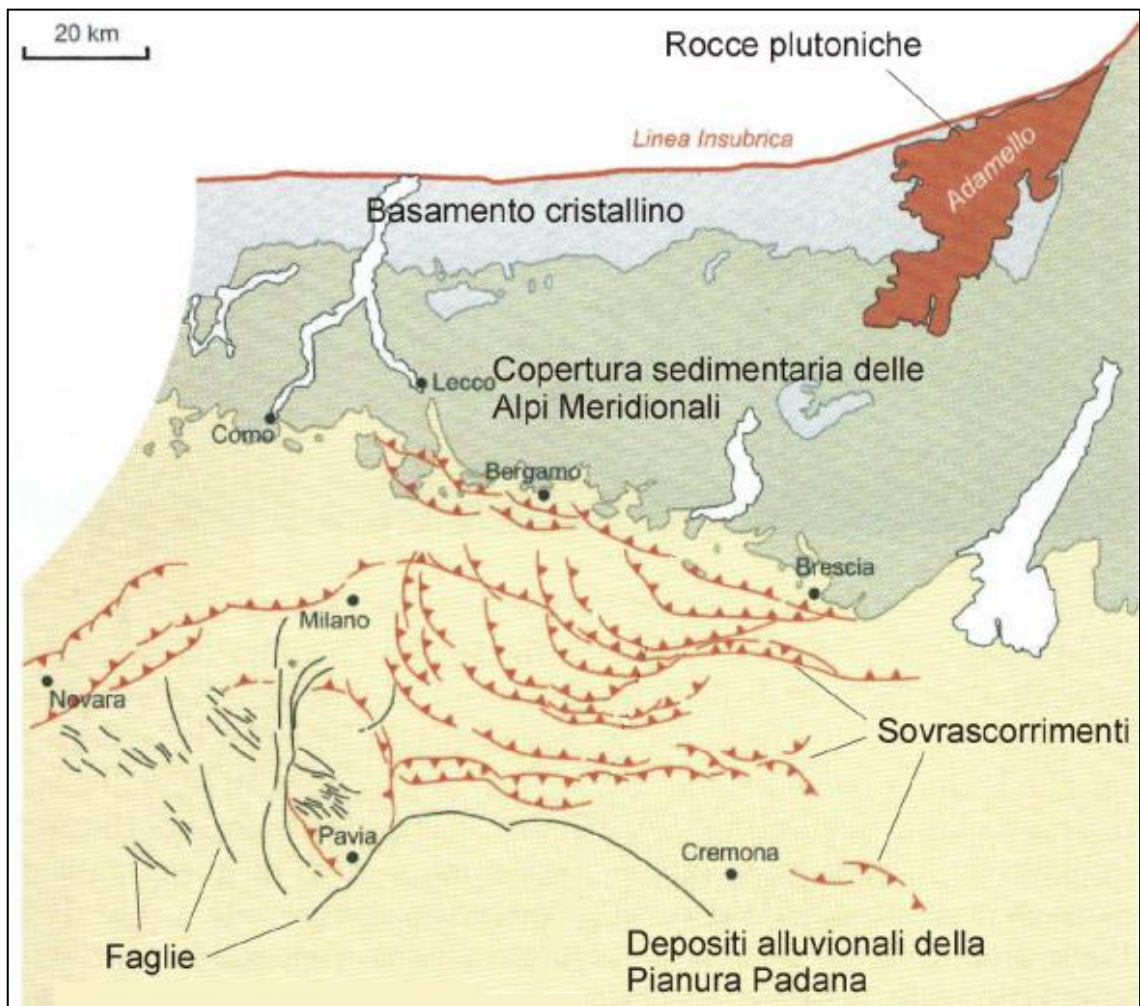 20 km
Rocce plutoniche
Linea Insubrica
Adamello
Basamento cristallino
Lecco
Copertura sedimentaria delle
Alpi Meridionali
Como
Bergamo
Brescia
Milano
Novara
Sovrascorrimenti
Pavia
Cremona
Faglie
Depositi alluvionali della
Pianura Padana